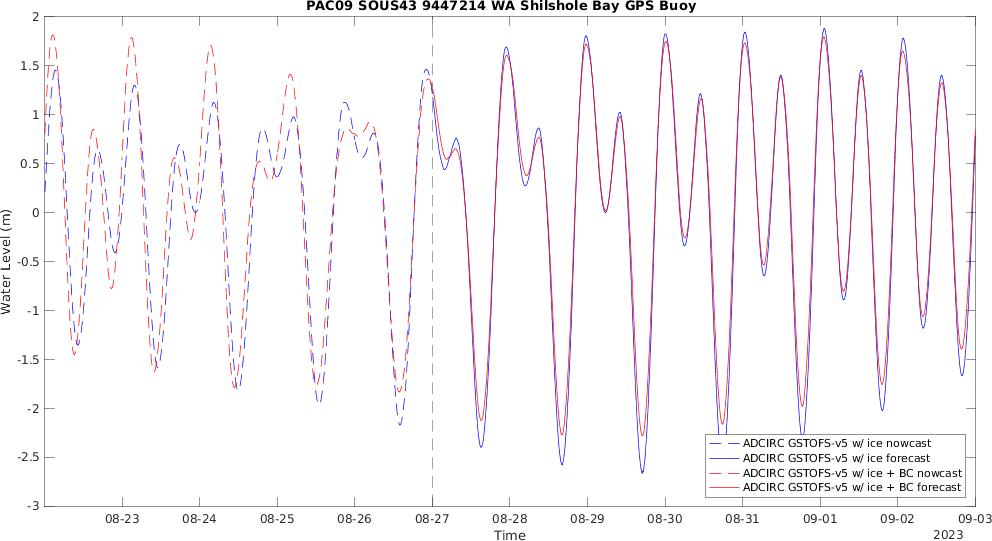 PAC09 SOUS43 9447214 WA Shilshole Bay GPS Buoy
2
1.5
1
0.5
0
-0.5
-1
-1.5
-2
-2.5
-3
Water Level (m)
ADCIRC GSTOFS-v5 w/ ice nowcast
ADCIRC GSTOFS-v5 w/ ice forecast
ADCIRC GSTOFS-v5 w/ ice + BC nowcast
ADCIRC GSTOFS-v5 w/ ice + BC forecast
08-23 08-24 08-25 08-26 08-27 08-28 08-29 08-30 08-31 09-01 09-02 09-03
Time
2023